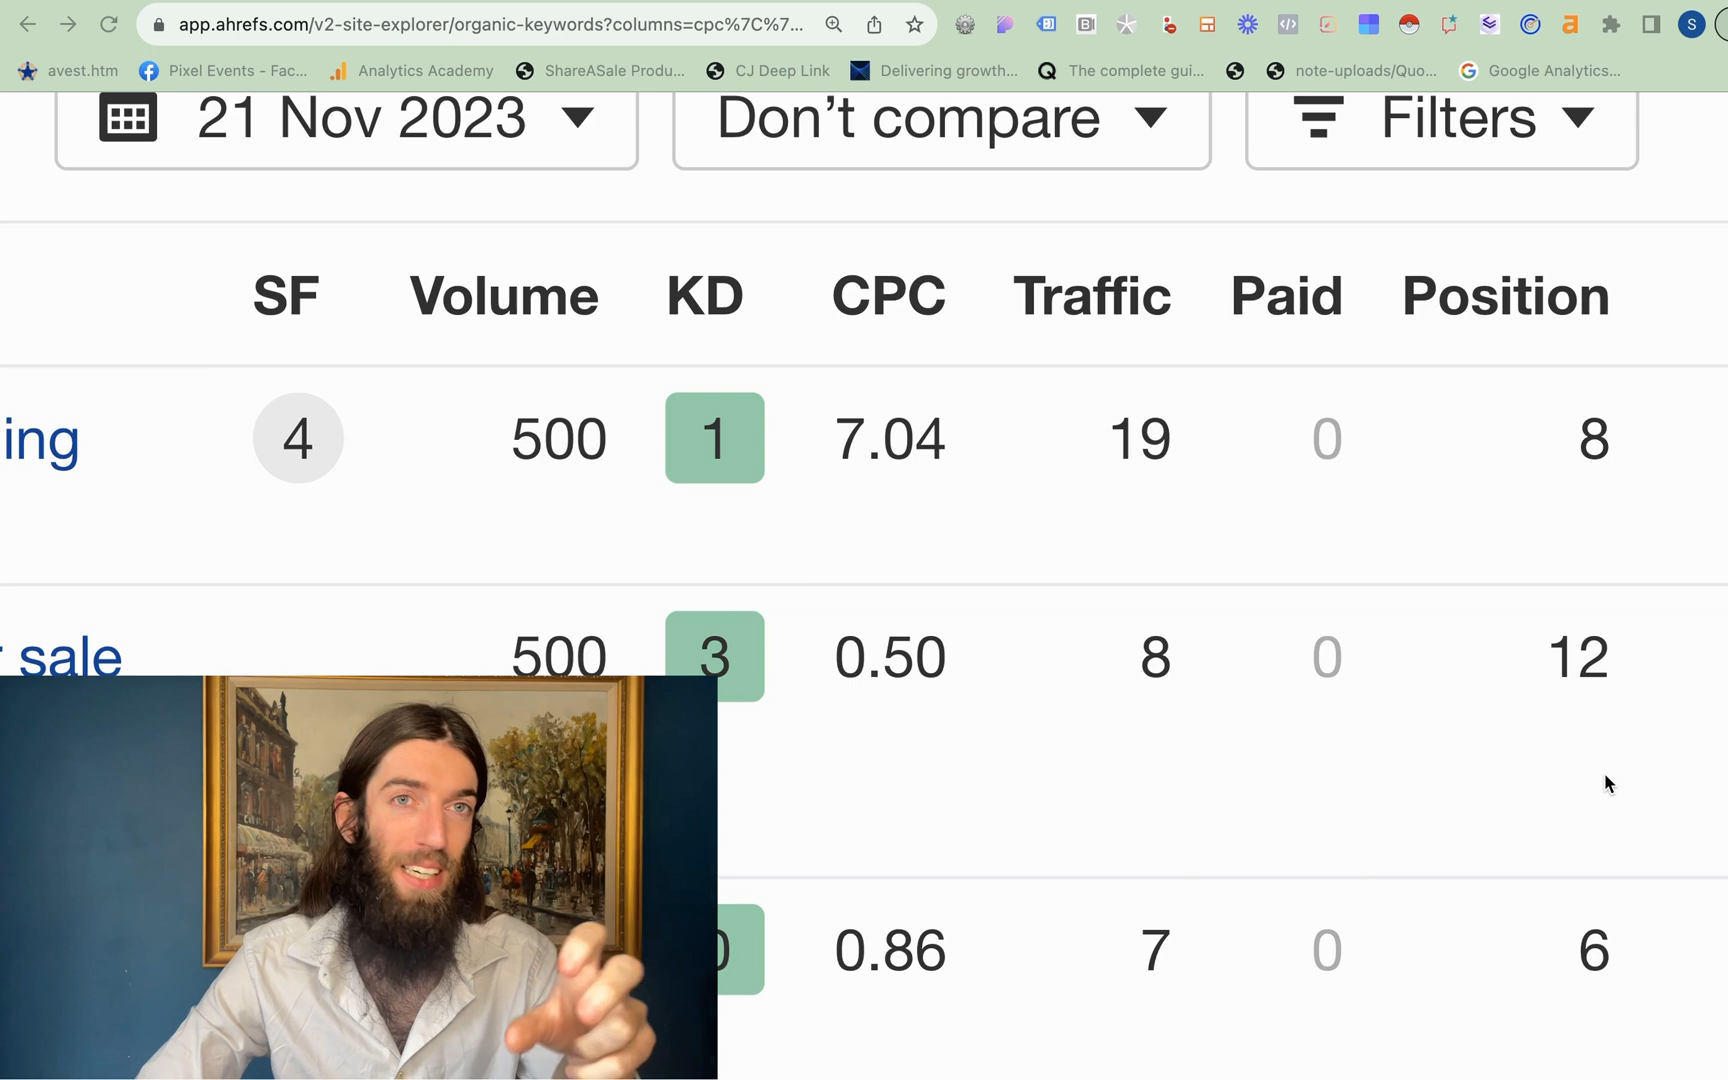 app.ahrefs.com/v2-site-explorer/organic-keywords?columns=cpc%7C%7...
S
avest.htm
Pixel Events - Fac...
Analytics Academy
ShareASale Produ...
CJ Deep Link
Delivering growth...
The complete gui...
note-uploads/Quo...
Google Analytics...
21 Nov 2023
Don't compare
Filters
SF Volume KD CPC Traffic Paid Position
ing 4 500 1 7.04 19 0 8
sale 500 3 0.50 8 0 12
0.86 7 0 6